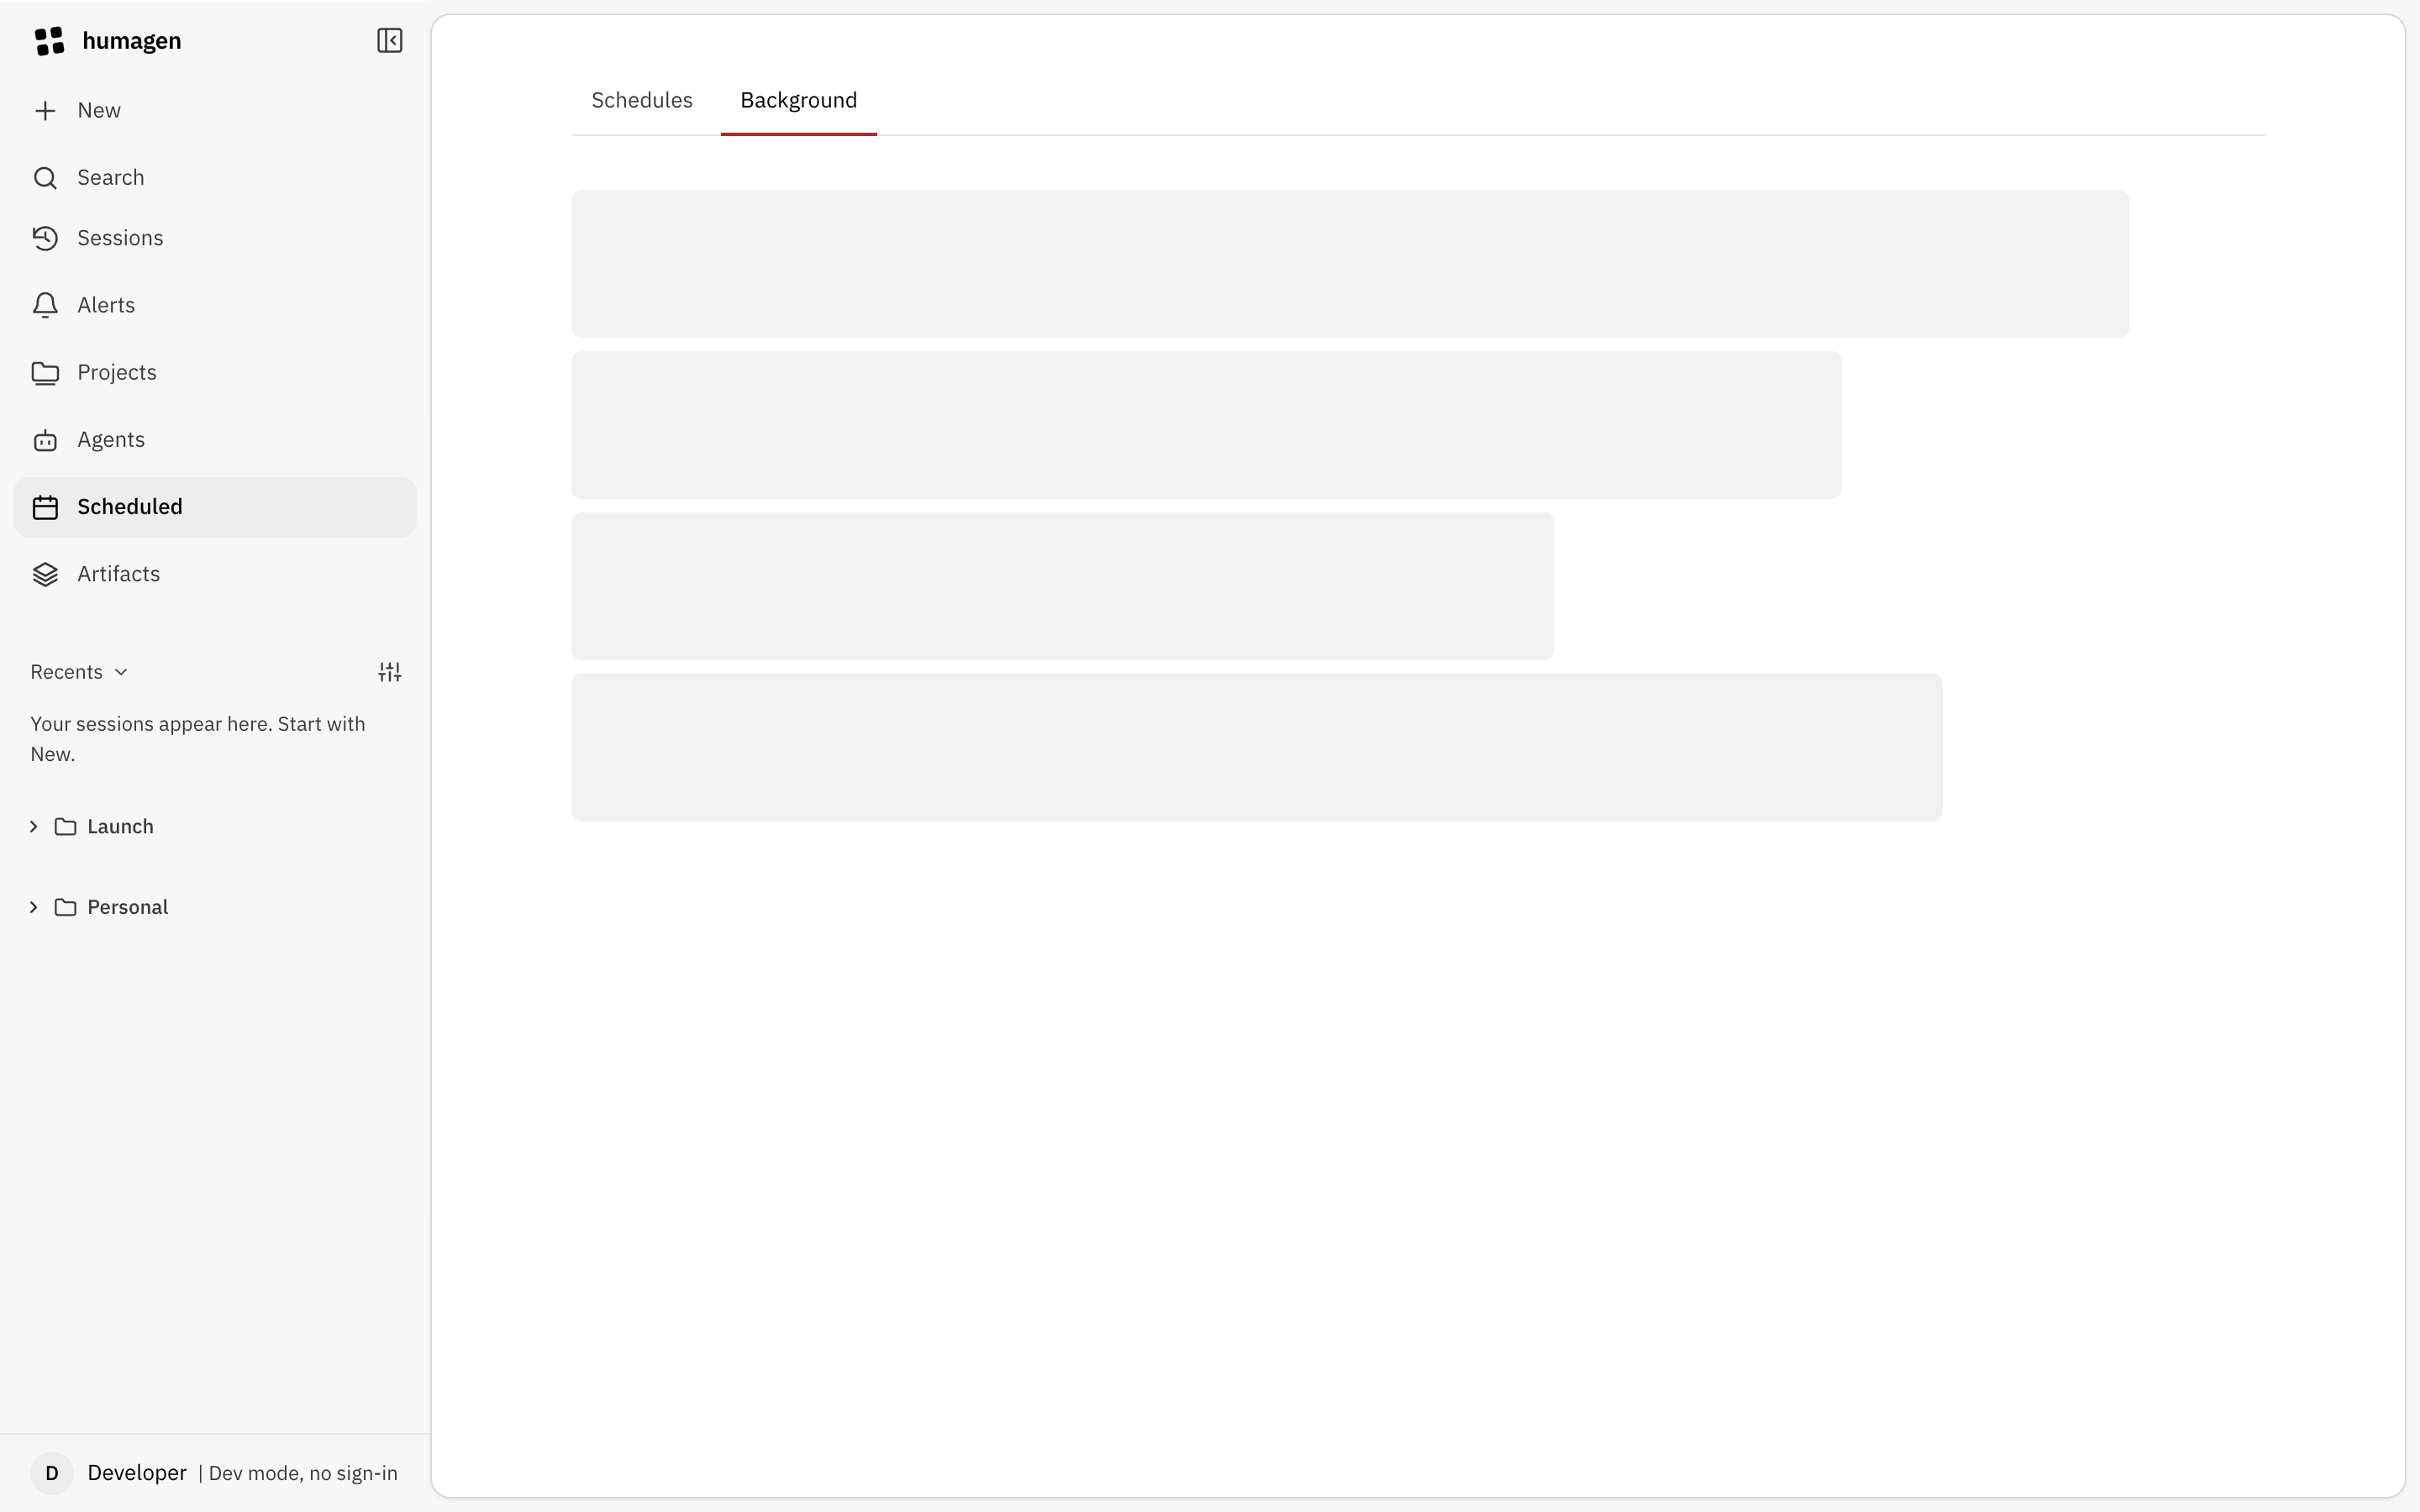 humagen
New
Search
Sessions
Alerts
Projects
Agents
Scheduled
Artifacts
Recents
Your sessions appear here. Start with
New.
Launch
Personal
D Developer | Dev mode, no sign-in
Schedules Background